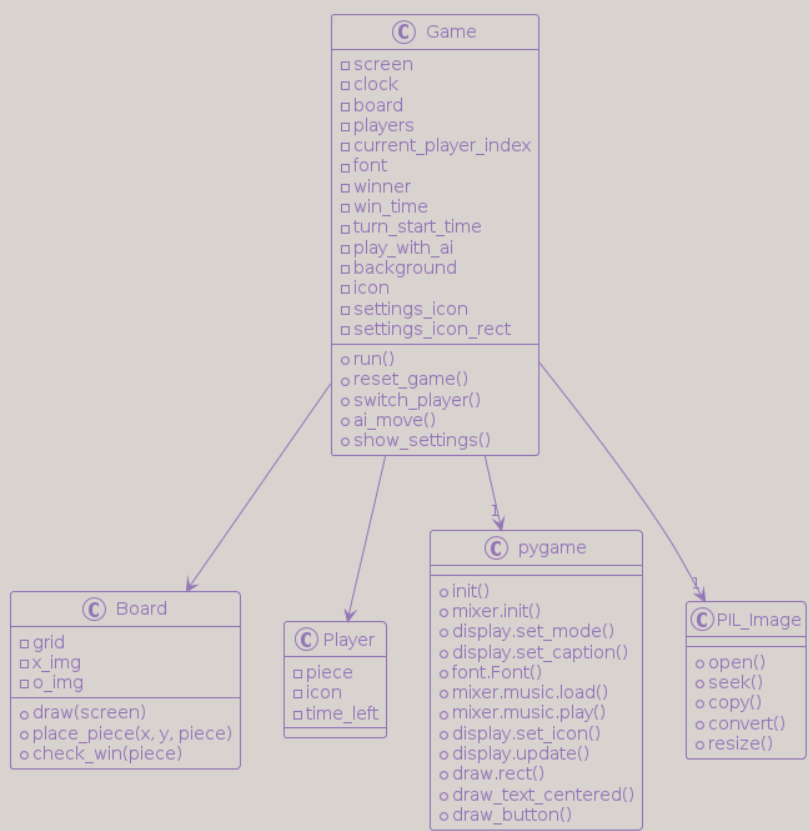 C Game
screen
clock
board
players
current_player_index
font
winner
win_time
turn_start_time
play_with_ai
background
icon
settings_icon
settings_icon_rect
run()
reset_game()
switch_player()
ai_move()
show_settings()
1
1
C Board
grid
x_img
o_img
draw(screen)
place_piece(x, y, piece)
check_win(piece)
C Player
piece
icon
time_left
C pygame
init()
mixer.init()
display.set_mode()
display.set_caption()
font.Font()
mixer.music.load()
mixer.music.play()
display.set_icon()
display.update()
draw.rect()
draw_text_centered()
draw_button()
C PIL_Image
open()
seek()
copy()
convert()
resize()